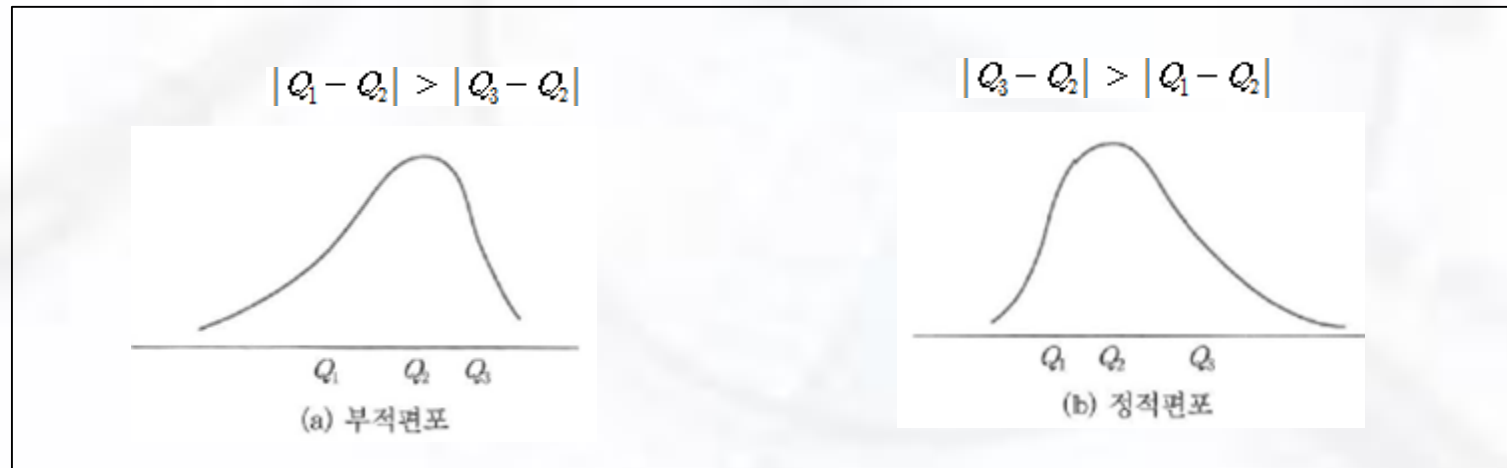 |Q₁ − Q₂| > |Q₃ − Q₂|
Q₁ Q₂ Q₃
(a) 부적편포
|Q₃ − Q₂| > |Q₁ − Q₂|
Q₁ Q₂ Q₃
(b) 정적편포